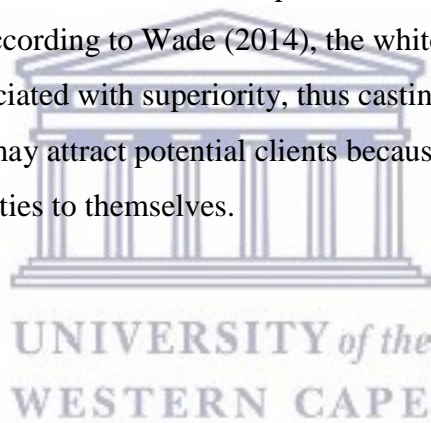 ccording to Wade (2014), the white
ciated with superiority, thus castin
may attract potential clients becaus
ties to themselves.
UNIVERSITY of the
WESTERN CAPE